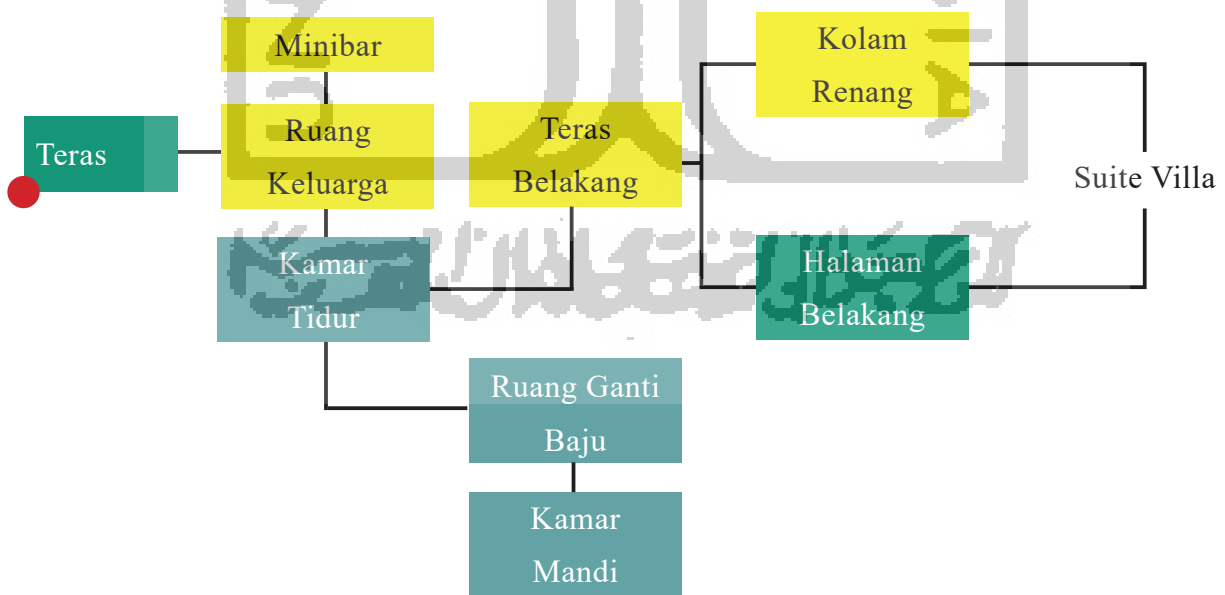 Minibar
Teras
Ruang
Keluarga
Teras
Belakang
Kolam
Renang
Suite Villa
Kamar
Tidur
Halaman
Belakang
Ruang Ganti
Baju
Kamar
Mandi